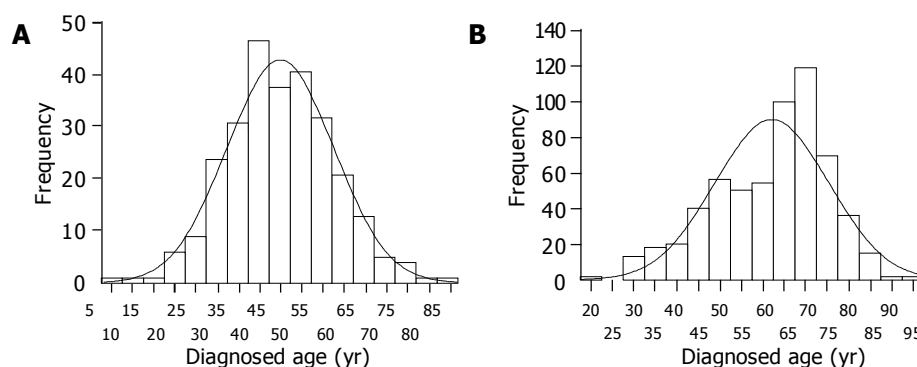 A
50
40
30
20
10
0
Frequency
5 15 25 35 45 55 65 75 85
10 20 30 40 50 60 70 80
Diagnosed age (yr)
B
140
120
100
80
60
40
20
0
Frequency
20 30 40 50 60 70 80 90
25 35 45 55 65 75 85 95
Diagnosed age (yr)